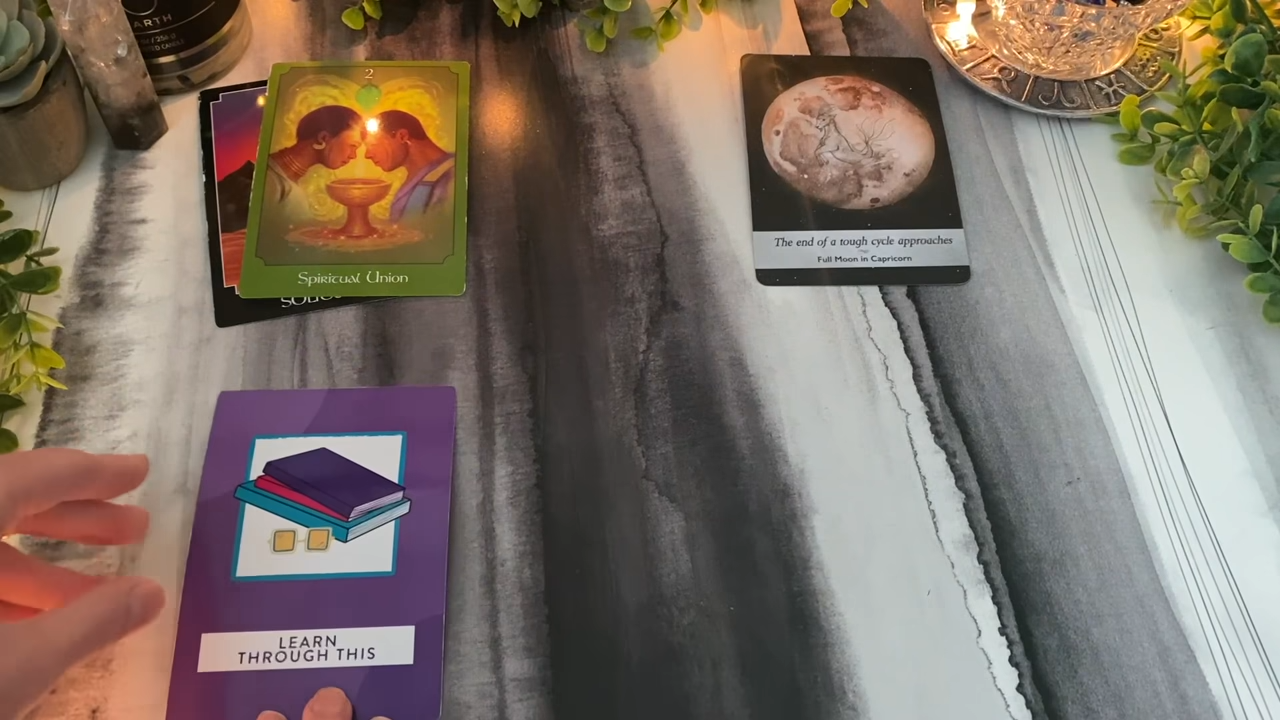 2
Spiritual Union
The end of a tough cycle approaches
Full Moon in Capricorn
LEARN
THROUGH THIS